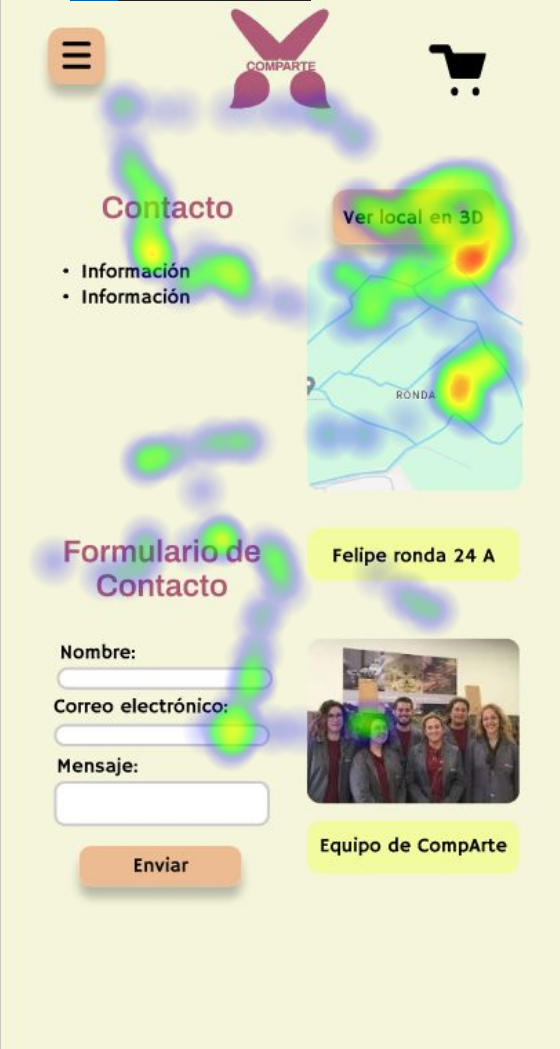 COMPARTE
Contacto
• Información
• Información
Ver local en 3D
RONDA
Formulario de
Contacto
Felipe ronda 24 A
Nombre:
Correo electrónico:
Mensaje:
Enviar
Equipo de CompArte